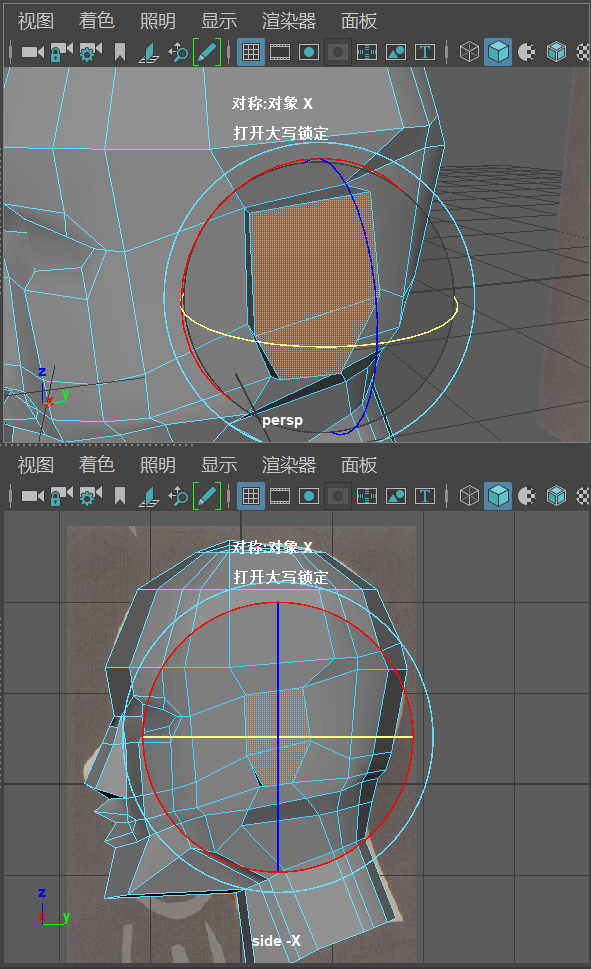 视图 着色 照明 显示 渲染器 面板
T
对称:对象 X
打开大写锁定
z
y
x
persp
视图 着色 照明 显示 渲染器 面板
T
对称:对象 X
打开大写锁定
z
x
y
side -X